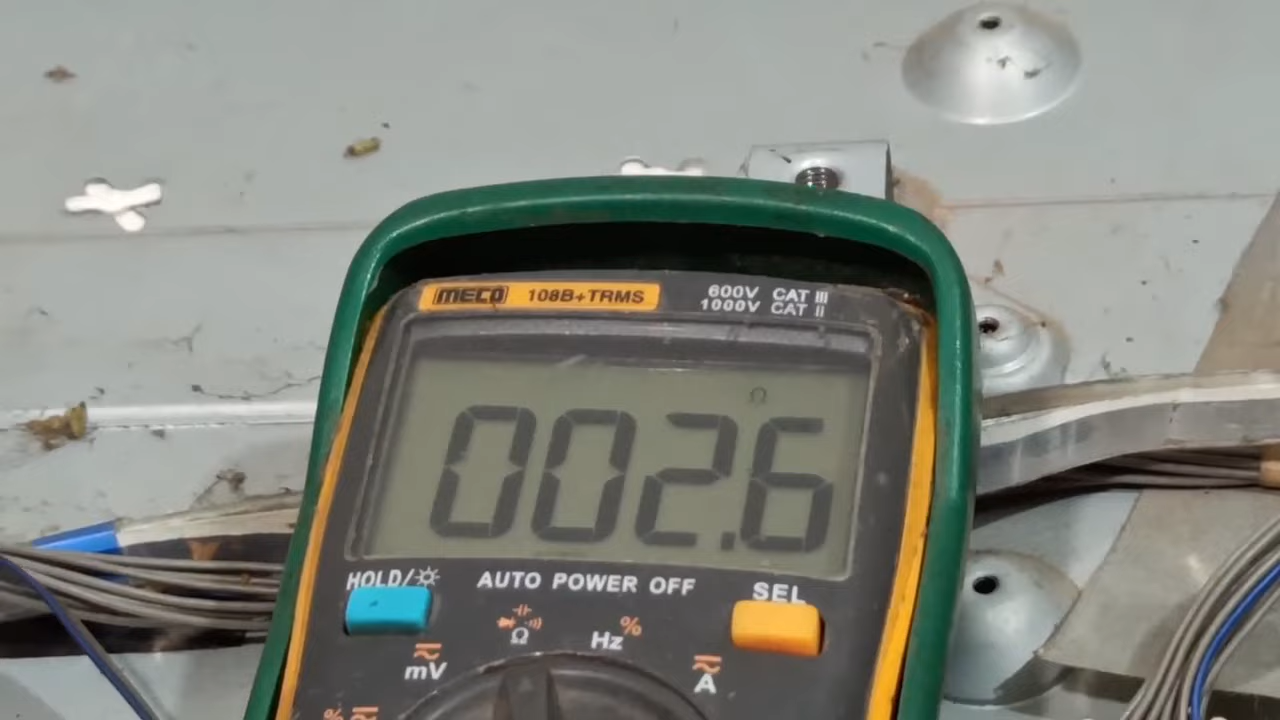 MECO 108B+TRMS
600V CAT III
1000V CAT II
Ω
002.6
HOLD/
AUTO POWER OFF
SEL
Ω
Hz %
mV
A
%